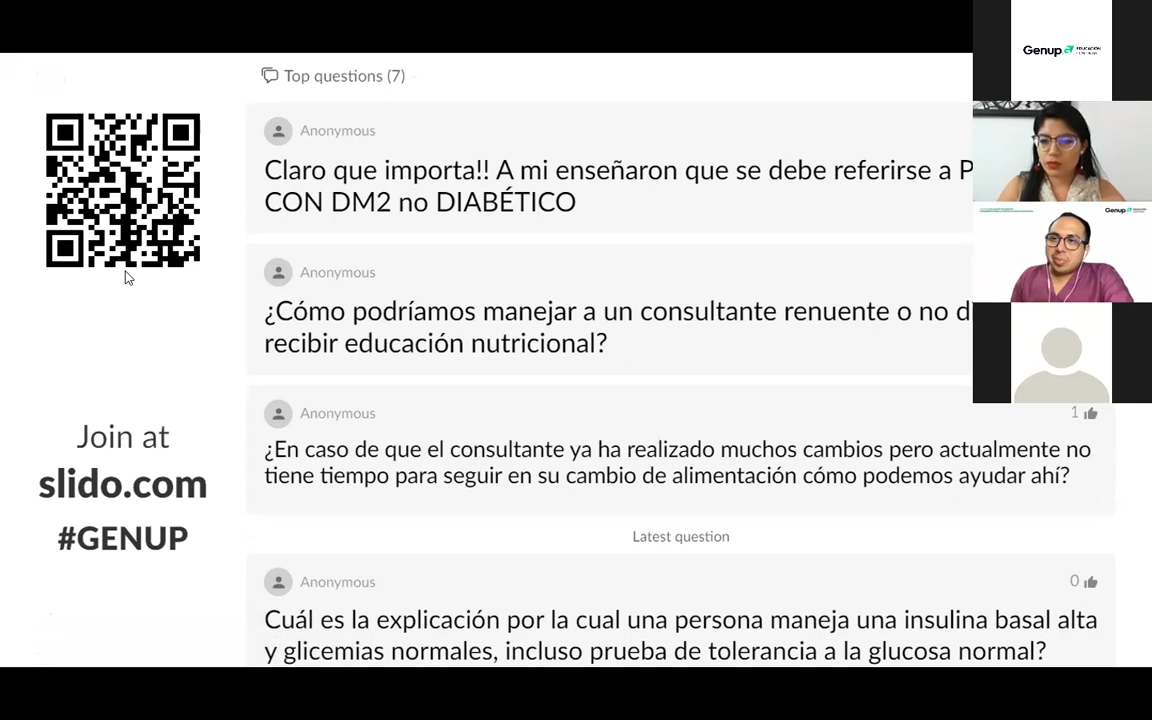 Top questions (7)
Anonymous
Claro que importa!! A mi enseñaron que se debe referirse a P
CON DM2 no DIABÉTICO
Anonymous
¿Cómo podríamos manejar a un consultante renuente o no d
recibir educación nutricional?
Anonymous
1
¿En caso de que el consultante ya ha realizado muchos cambios pero actualmente no
tiene tiempo para seguir en su cambio de alimentación cómo podemos ayudar ahí?
Latest question
Anonymous
0
Cuál es la explicación por la cual una persona maneja una insulina basal alta
y glicemias normales, incluso prueba de tolerancia a la glucosa normal?
Join at
slido.com
#GENUP
Genup
Genup